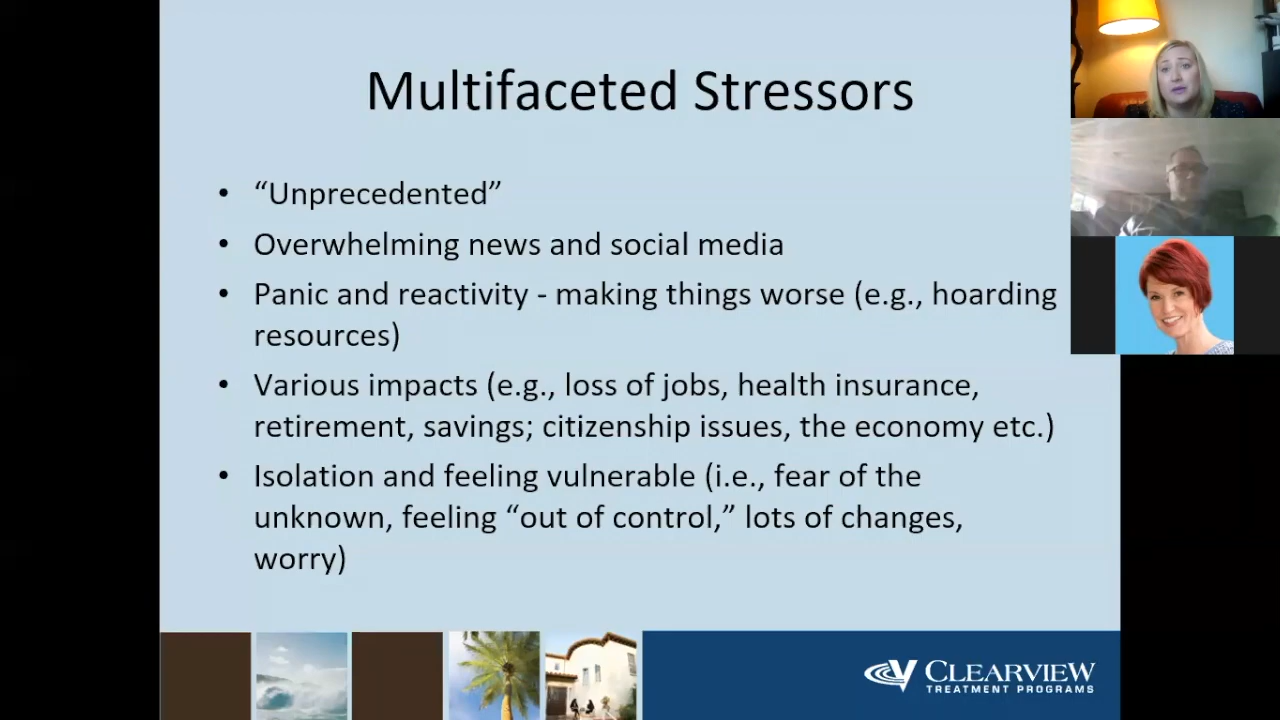 Multifaceted Stressors
• “Unprecedented”
• Overwhelming news and social media
• Panic and reactivity - making things worse (e.g., hoarding
resources)
• Various impacts (e.g., loss of jobs, health insurance,
retirement, savings; citizenship issues, the economy etc.)
• Isolation and feeling vulnerable (i.e., fear of the
unknown, feeling “out of control,” lots of changes,
worry)
CV CLEARVIEW
TREATMENT PROGRAMS